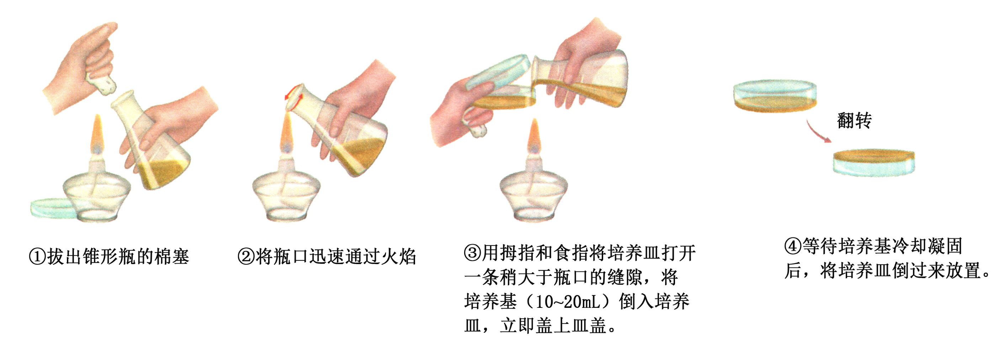 翻转
①拔出锥形瓶的棉塞
②将瓶口迅速通过火焰
③用拇指和食指将培养皿打开
一条稍大于瓶口的缝隙，将
培养基（10~20mL）倒入培养
皿，立即盖上皿盖。
④等待培养基冷却凝固
后，将培养皿倒过来放置。